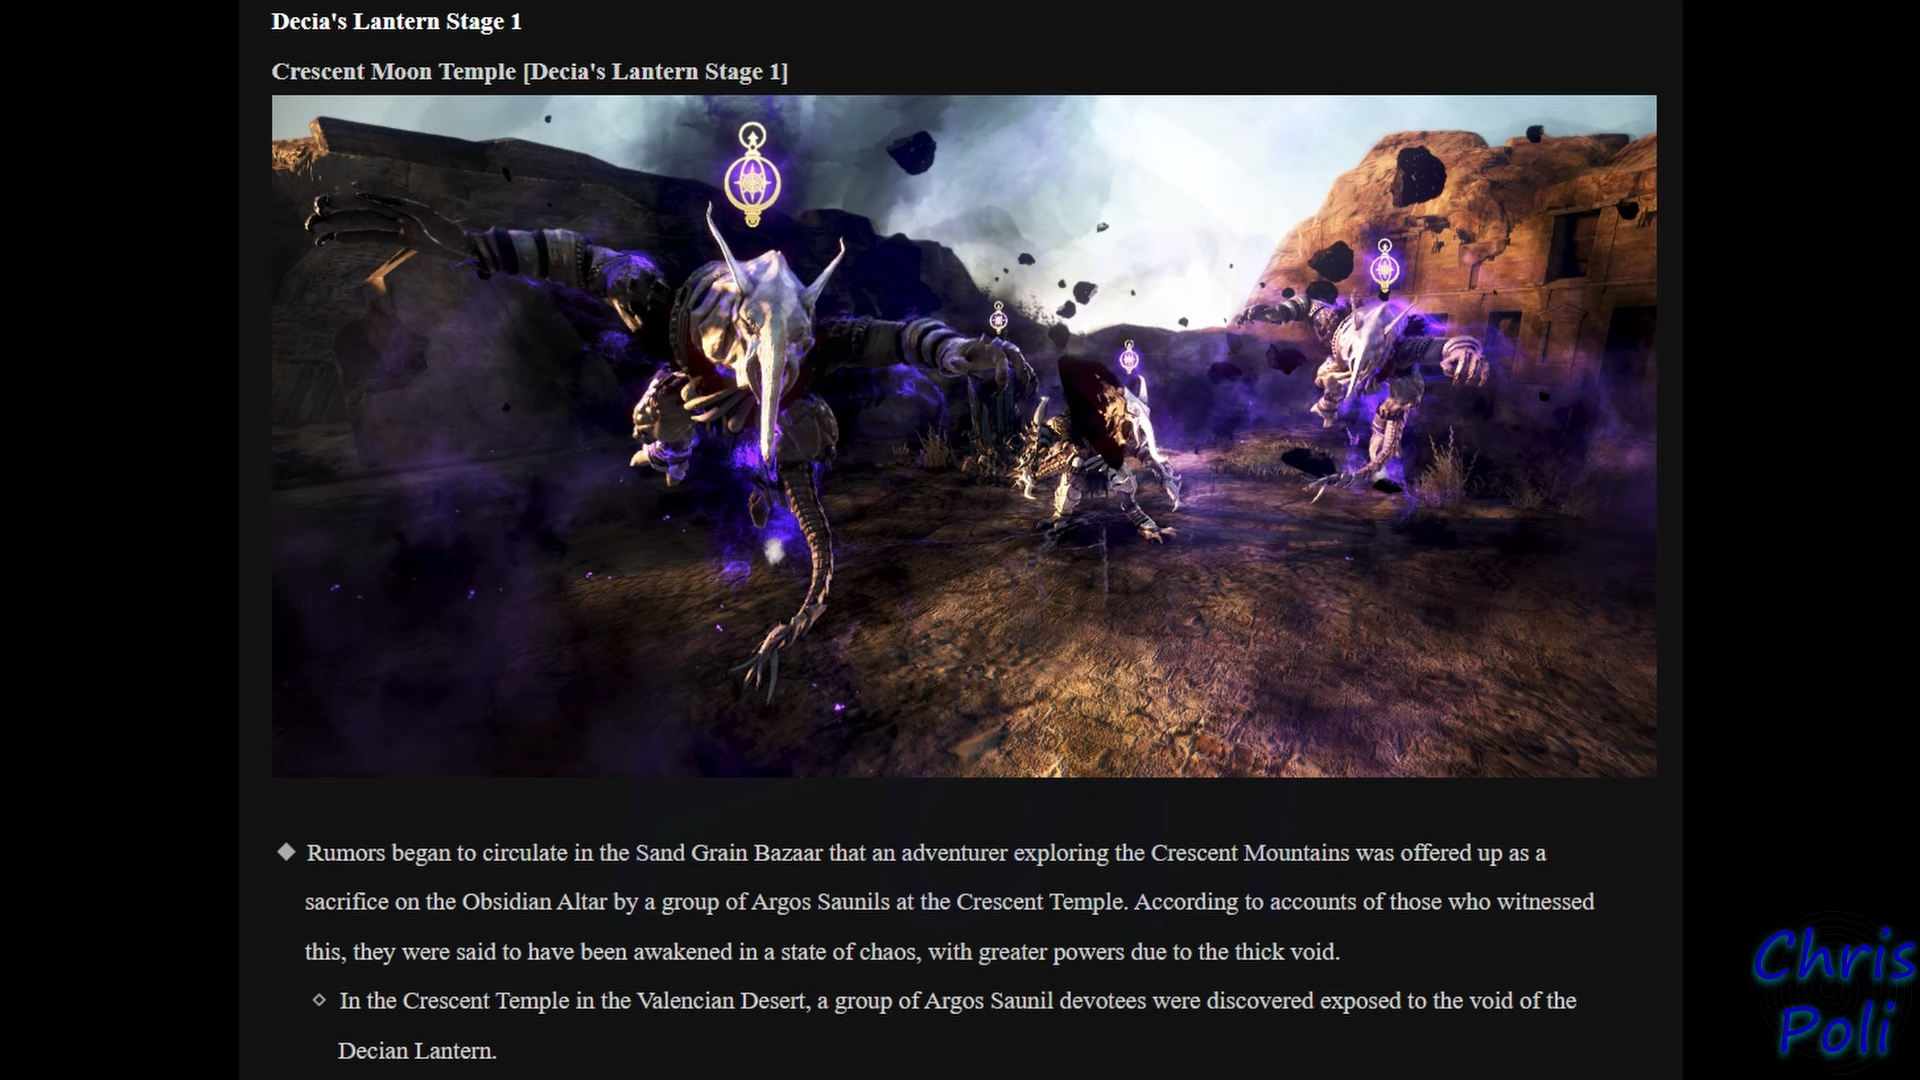 Decia's Lantern Stage 1
Crescent Moon Temple [Decia's Lantern Stage 1]
Rumors began to circulate in the Sand Grain Bazaar that an adventurer exploring the Crescent Mountains was offered up as a
sacrifice on the Obsidian Altar by a group of Argos Saunils at the Crescent Temple. According to accounts of those who witnessed
this, they were said to have been awakened in a state of chaos, with greater powers due to the thick void.
In the Crescent Temple in the Valencian Desert, a group of Argos Saunil devotees were discovered exposed to the void of the
Decian Lantern.
Chris
Poli